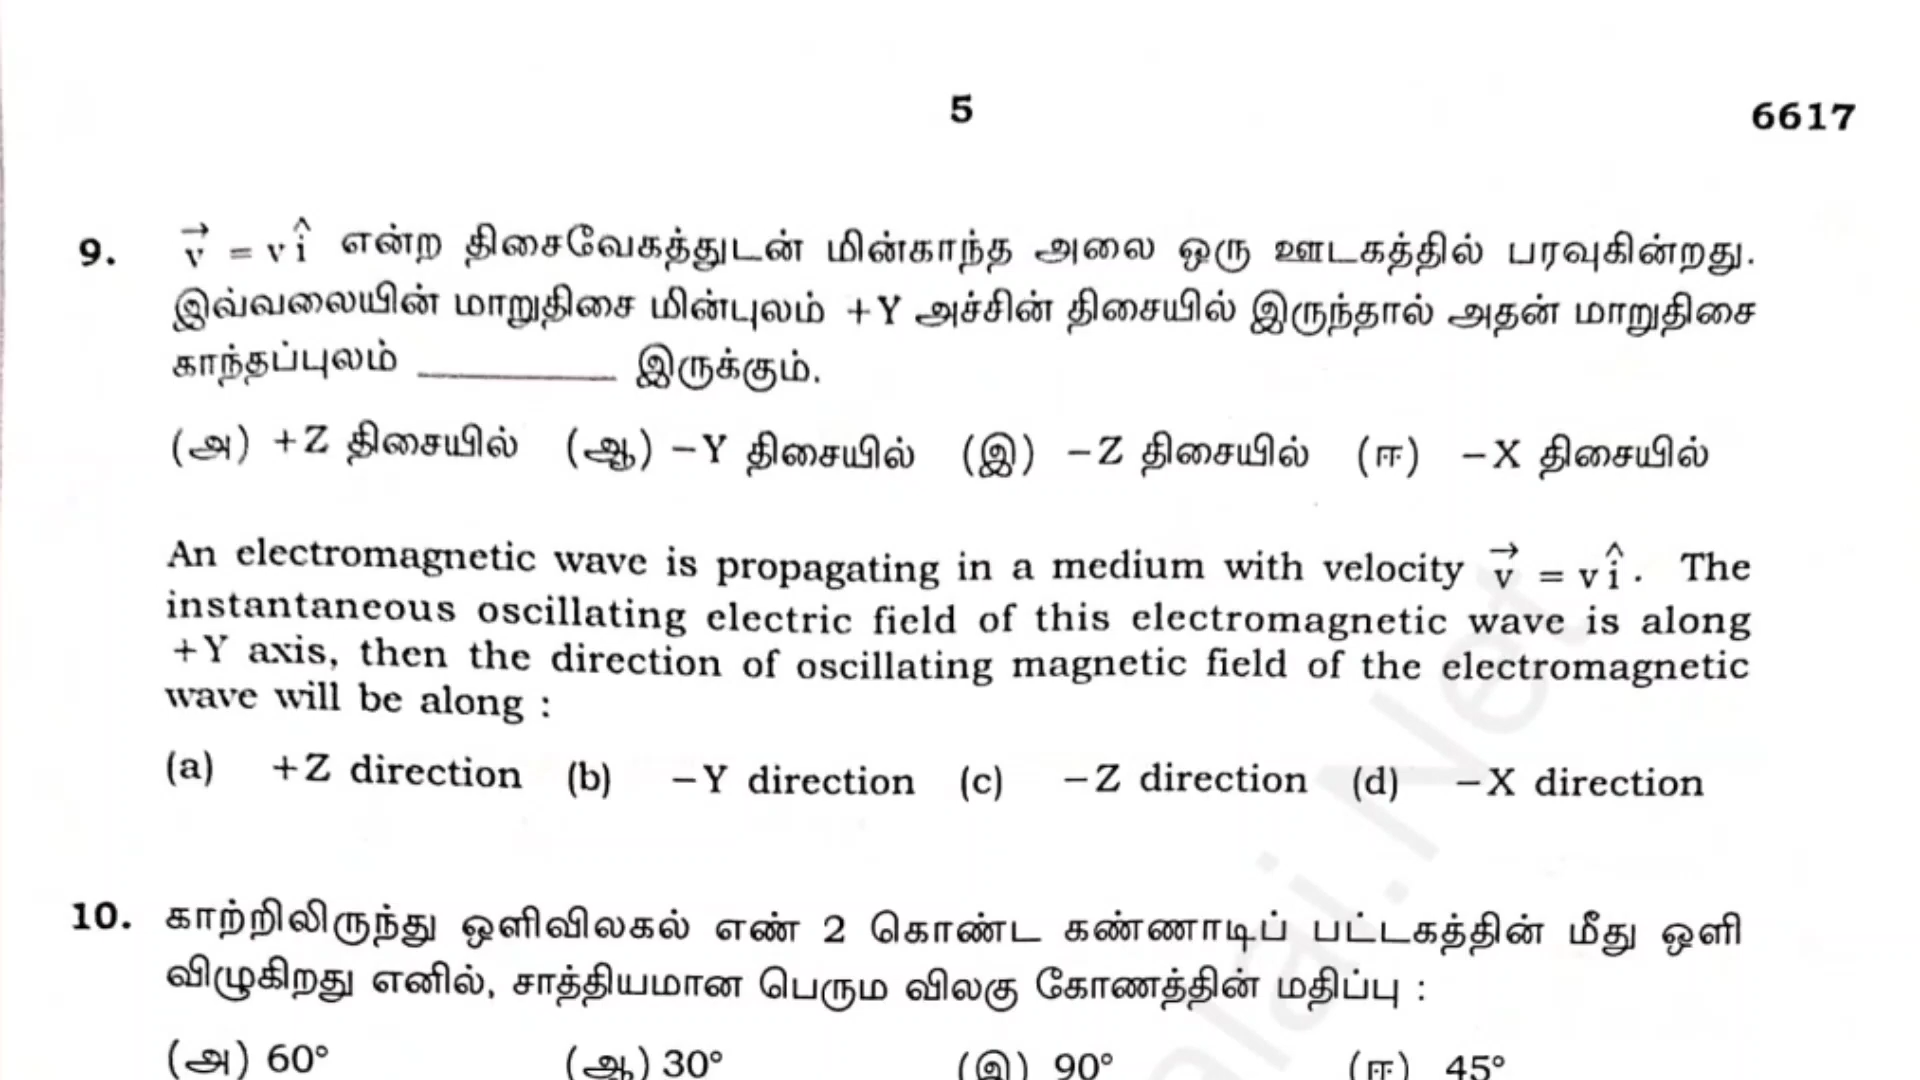 5
6617
9. v⃗ = v î என்ற திசைவேகத்துடன் மின்காந்த அலை ஒரு ஊடகத்தில் பரவுகின்றது.
இவ்வலையின் மாறுதிசை மின்புலம் +Y அச்சின் திசையில் இருந்தால் அதன் மாறுதிசை
காந்தப்புலம் __________ இருக்கும்.
(அ) +Z திசையில் (ஆ) −Y திசையில் (இ) −Z திசையில் (ஈ) −X திசையில்
An electromagnetic wave is propagating in a medium with velocity v⃗ = v î. The
instantaneous oscillating electric field of this electromagnetic wave is along
+Y axis, then the direction of oscillating magnetic field of the electromagnetic
wave will be along :
(a) +Z direction (b) −Y direction (c) −Z direction (d) −X direction
10. காற்றிலிருந்து ஒளிவிலகல் எண் 2 கொண்ட கண்ணாடிப் பட்டகத்தின் மீது ஒளி
விழுகிறது எனில், சாத்தியமான பெரும விலகு கோணத்தின் மதிப்பு :
(அ) 60° (ஆ) 30° (இ) 90° (ஈ) 45°
alai.Net